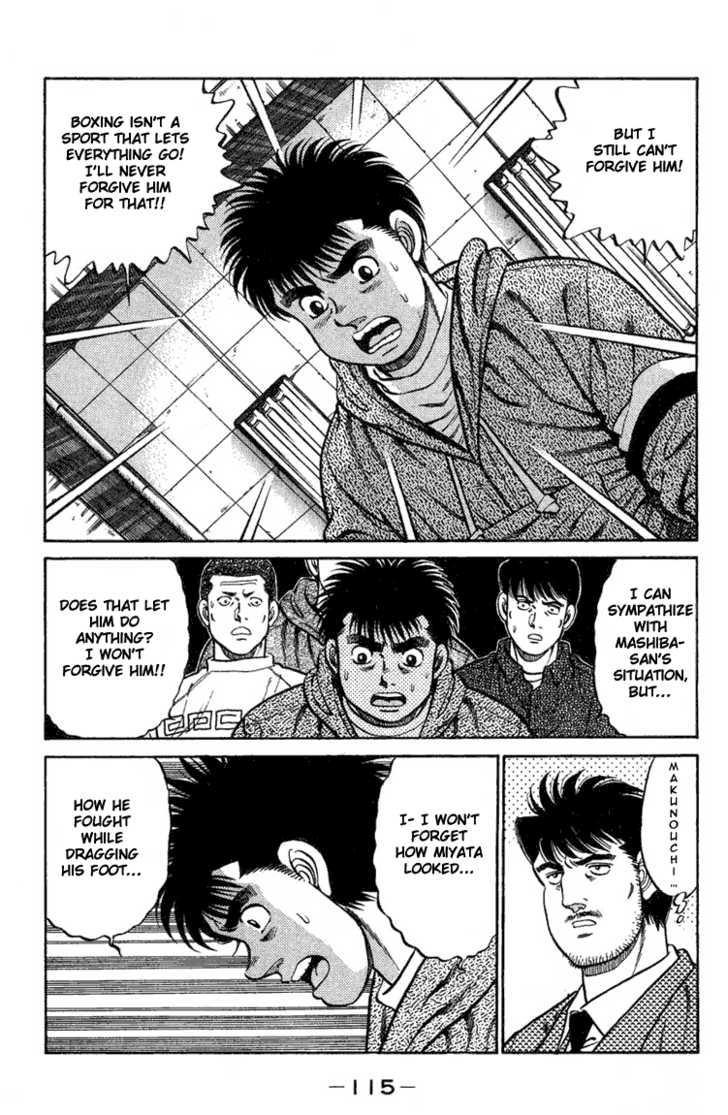 BUT I
STILL CAN'T
FORGIVE HIM!
BOXING ISN'T A
SPORT THAT LETS
EVERYTHING GO!
I'LL NEVER
FORGIVE HIM
FOR THAT!!
I CAN
SYMPATHIZE
WITH
MASHIBA-
SAN'S
SITUATION,
BUT...
DOES THAT LET
HIM DO
ANYTHING?
I WON'T
FORGIVE HIM!!
MAKUNOUCHI...
I- I WON'T
FORGET
HOW MIYATA
LOOKED...
HOW HE
FOUGHT
WHILE
DRAGGING
HIS FOOT...
-115-